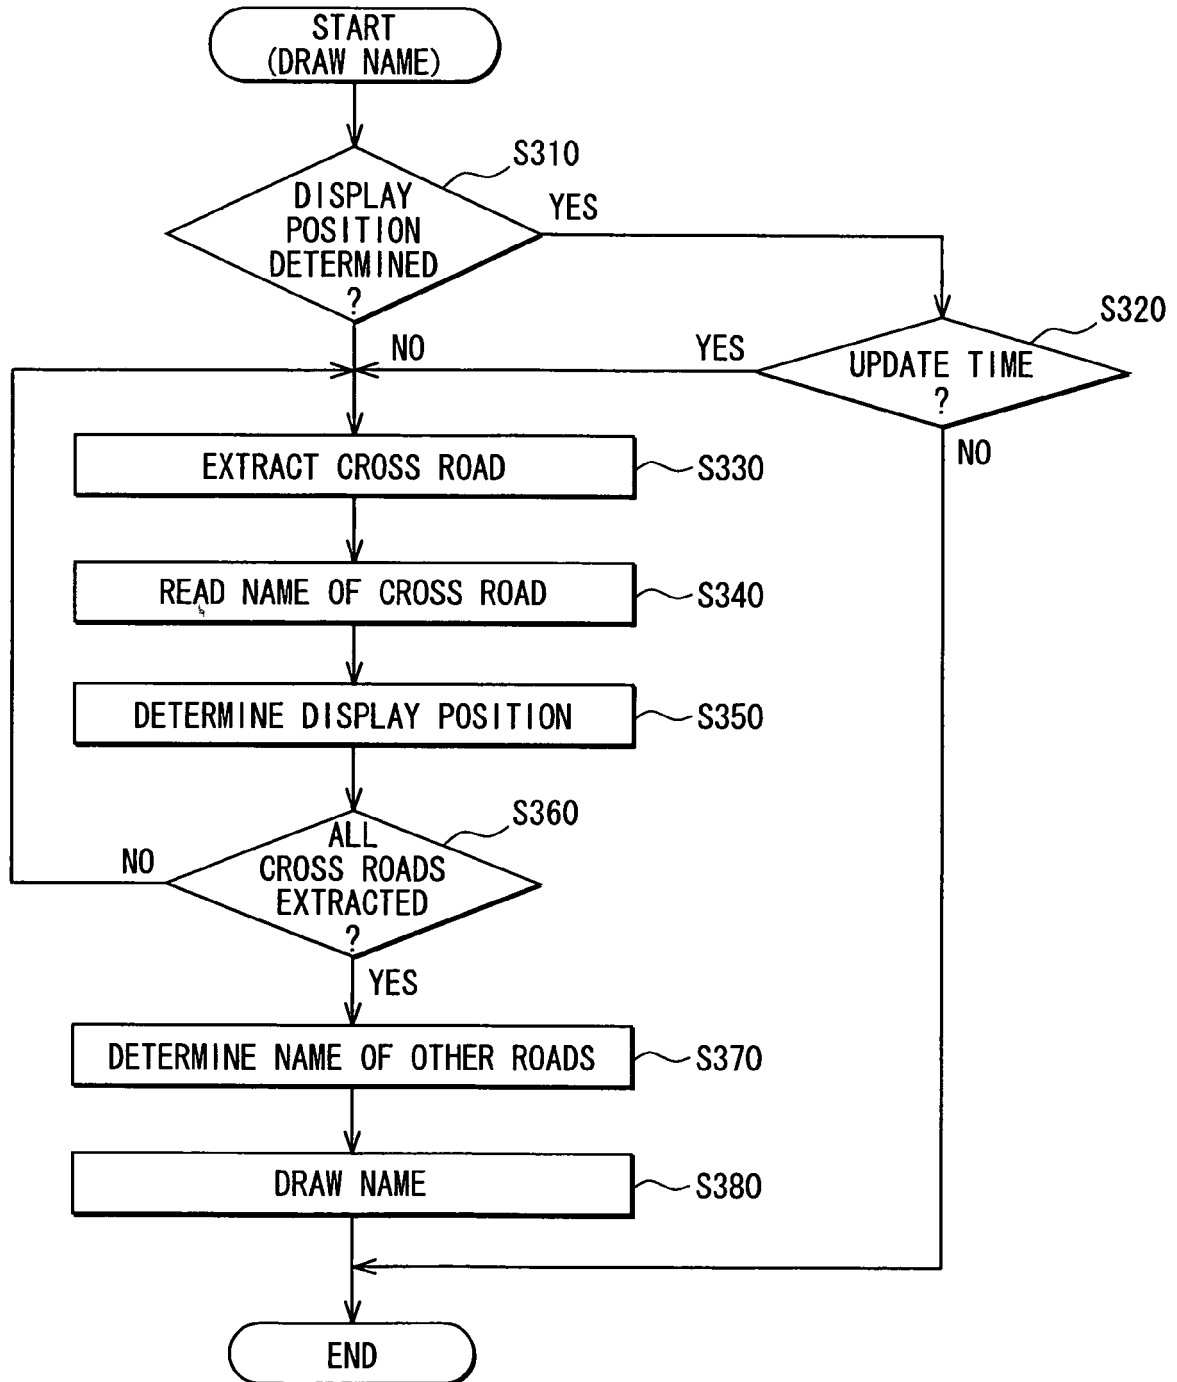 START
(DRAW NAME)
S310
DISPLAY
POSITION
DETERMINED
?
YES
S320
NO
YES
UPDATE TIME
?
NO
EXTRACT CROSS ROAD
S330
READ NAME OF CROSS ROAD
S340
DETERMINE DISPLAY POSITION
S350
S360
ALL
CROSS ROADS
EXTRACTED
?
NO
YES
DETERMINE NAME OF OTHER ROADS
S370
DRAW NAME
S380
END